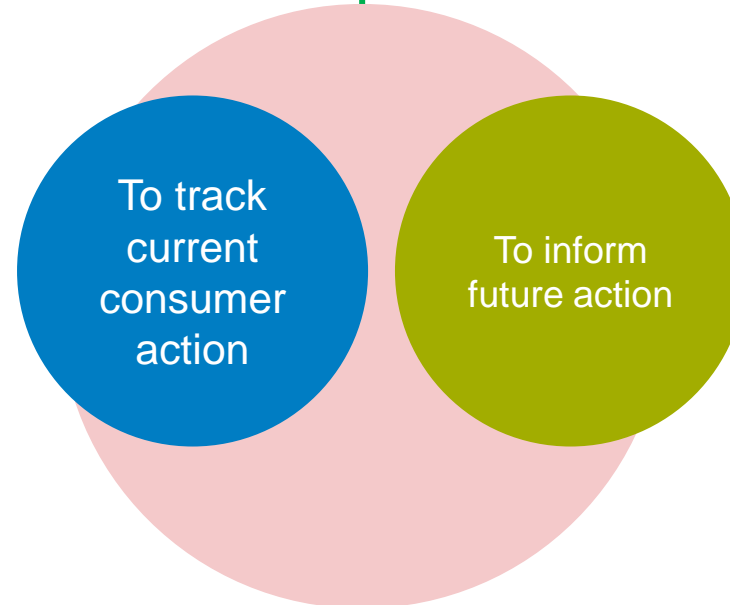 To track
current
consumer
action
To inform
future action